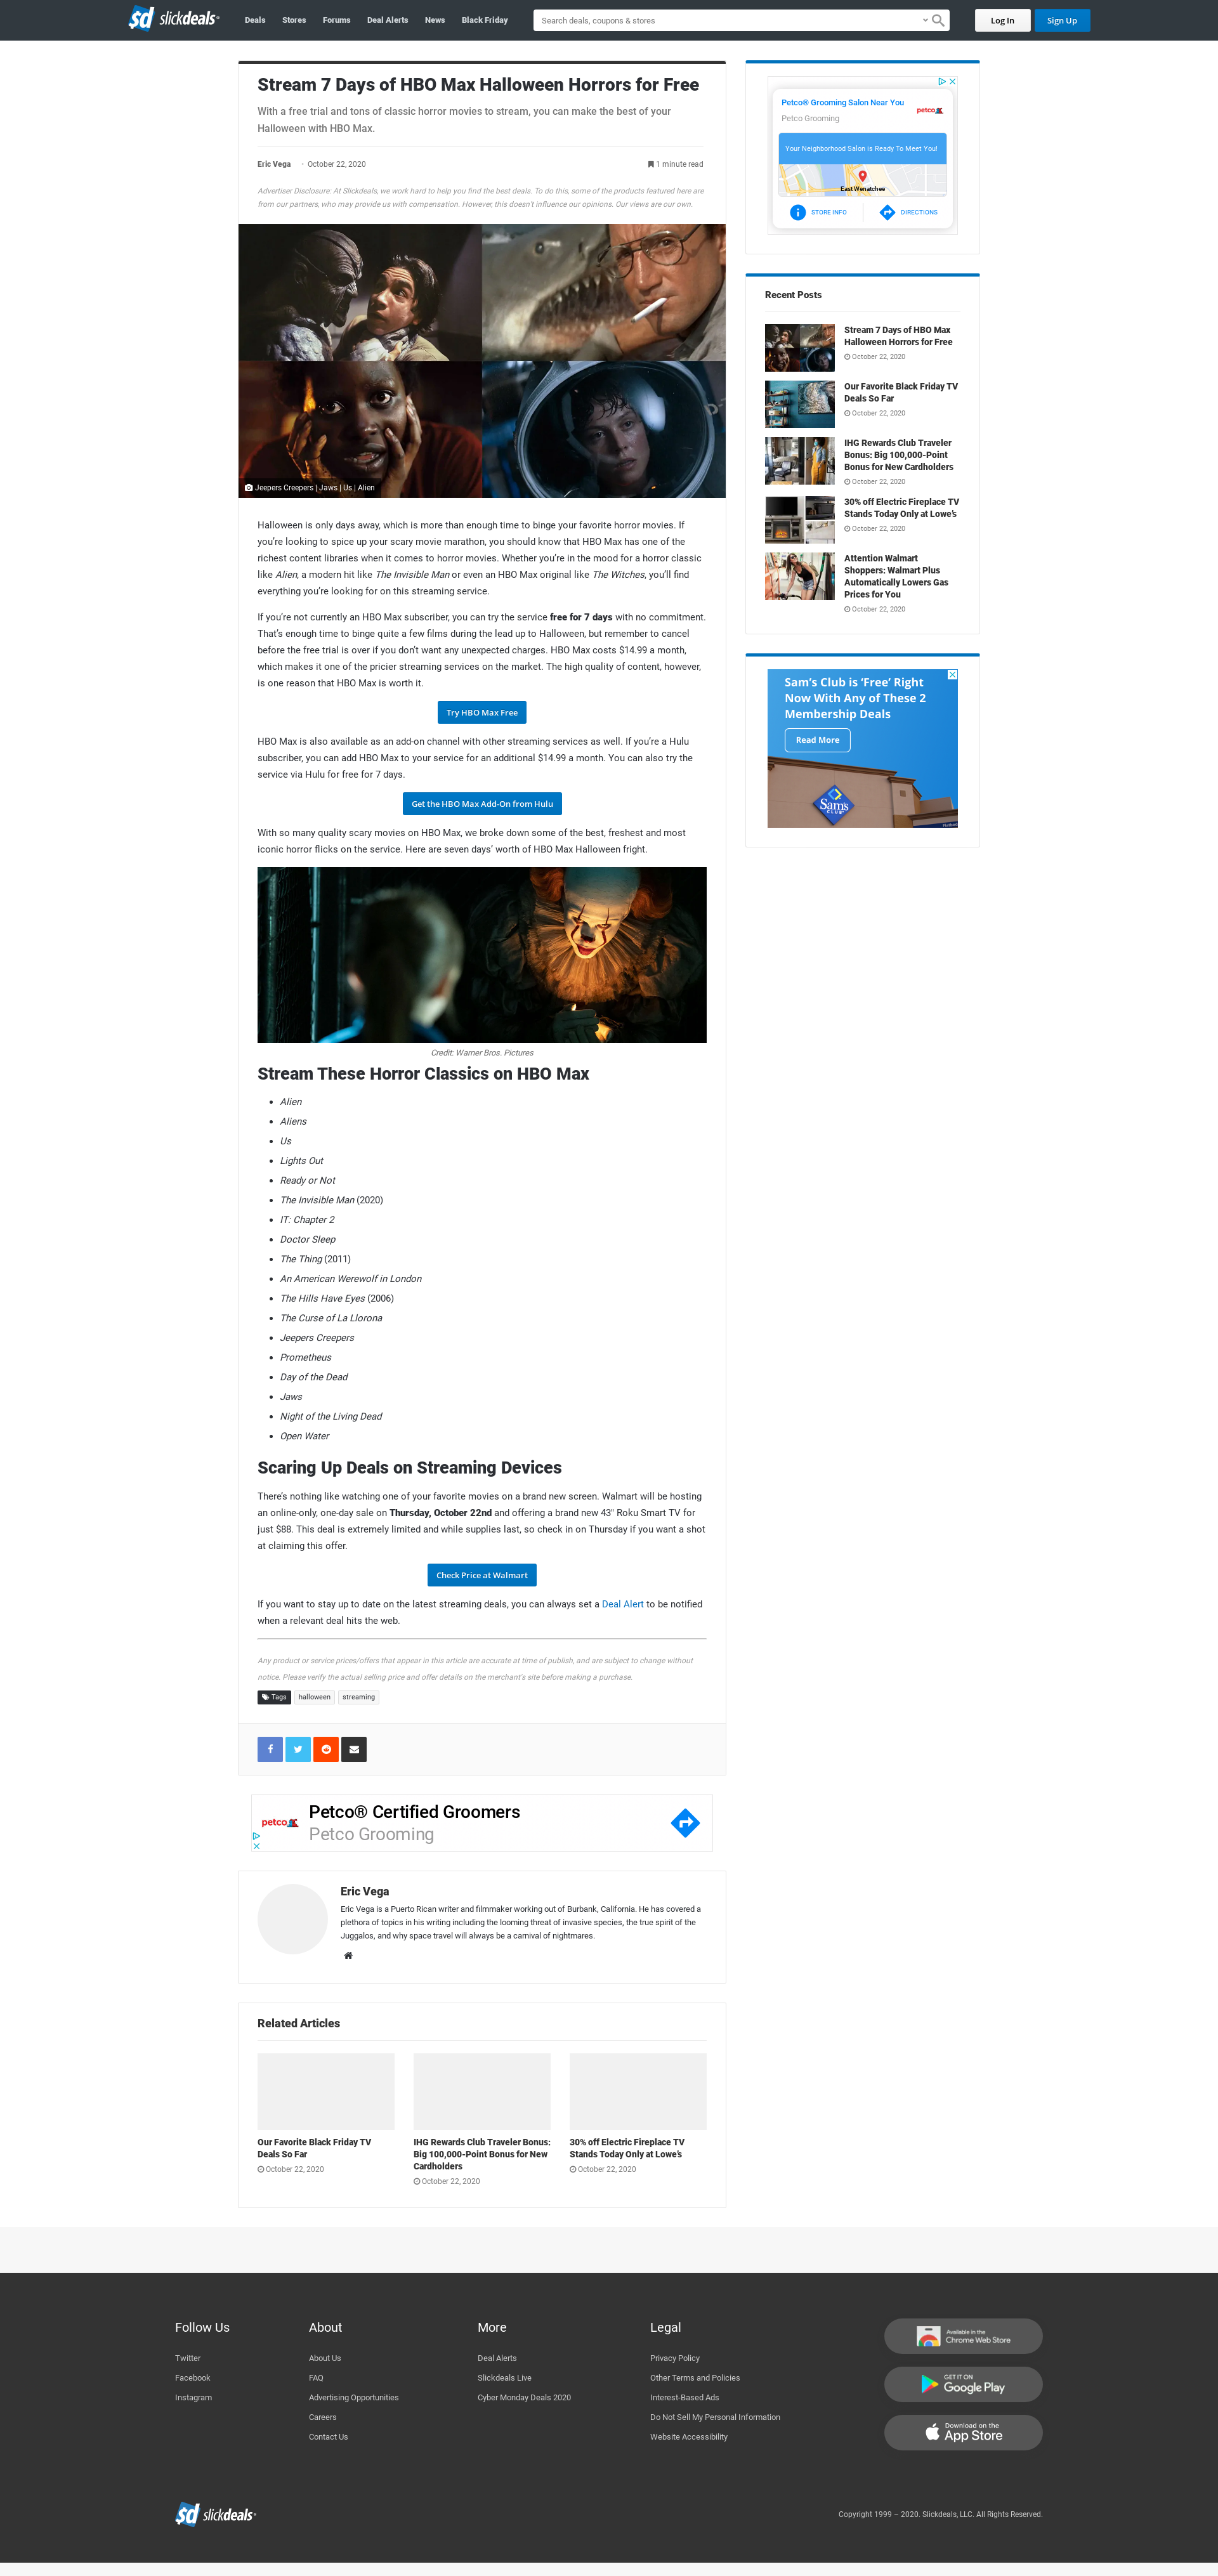 sd slickdeals
Deals
Stores
Forums
Deal Alerts
News
Black Friday
Search deals, coupons & stores
Log In
Sign Up
Stream 7 Days of HBO Max Halloween Horrors for Free
With a free trial and tons of classic horror movies to stream, you can make the best of your
Halloween with HBO Max.
Eric Vega · October 22, 2020
1 minute read
Advertiser Disclosure: At Slickdeals, we work hard to help you find the best deals. To do this, some of the products featured here are
from our partners, who may provide us with compensation. However, this doesn't influence our opinions. Our views are our own.
Jeepers Creepers | Jaws | Us | Alien
Halloween is only days away, which is more than enough time to binge your favorite horror movies. If
you’re looking to spice up your scary movie marathon, you should know that HBO Max has one of the
richest content libraries when it comes to horror movies. Whether you’re in the mood for a horror classic
like Alien, a modern hit like The Invisible Man or even an HBO Max original like The Witches, you’ll find
everything you’re looking for on this streaming service.
If you’re not currently an HBO Max subscriber, you can try the service free for 7 days with no commitment.
That’s enough time to binge quite a few films during the lead up to Halloween, but remember to cancel
before the free trial is over if you don’t want any unexpected charges. HBO Max costs $14.99 a month,
which makes it one of the pricier streaming services on the market. The high quality of content, however,
is one reason that HBO Max is worth it.
Try HBO Max Free
HBO Max is also available as an add-on channel with other streaming services as well. If you’re a Hulu
subscriber, you can add HBO Max to your service for an additional $14.99 a month. You can also try the
service via Hulu for free for 7 days.
Get the HBO Max Add-On from Hulu
With so many quality scary movies on HBO Max, we broke down some of the best, freshest and most
iconic horror flicks on the service. Here are seven days’ worth of HBO Max Halloween fright.
Credit: Warner Bros. Pictures
Stream These Horror Classics on HBO Max
Alien
Aliens
Us
Lights Out
Ready or Not
The Invisible Man (2020)
IT: Chapter 2
Doctor Sleep
The Thing (2011)
An American Werewolf in London
The Hills Have Eyes (2006)
The Curse of La Llorona
Jeepers Creepers
Prometheus
Day of the Dead
Jaws
Night of the Living Dead
Open Water
Scaring Up Deals on Streaming Devices
There’s nothing like watching one of your favorite movies on a brand new screen. Walmart will be hosting
an online-only, one-day sale on Thursday, October 22nd and offering a brand new 43" Roku Smart TV for
just $88. This deal is extremely limited and while supplies last, so check in on Thursday if you want a shot
at claiming this offer.
Check Price at Walmart
If you want to stay up to date on the latest streaming deals, you can always set a Deal Alert to be notified
when a relevant deal hits the web.
Any product or service prices/offers that appear in this article are accurate at time of publish, and are subject to change without
notice. Please verify the actual selling price and offer details on the merchant's site before making a purchase.
Tags
halloween
streaming
petco
Petco® Certified Groomers
Petco Grooming
Eric Vega
Eric Vega is a Puerto Rican writer and filmmaker working out of Burbank, California. He has covered a
plethora of topics in his writing including the looming threat of invasive species, the true spirit of the
Juggalos, and why space travel will always be a carnival of nightmares.
Related Articles
Our Favorite Black Friday TV
Deals So Far
October 22, 2020
IHG Rewards Club Traveler Bonus:
Big 100,000-Point Bonus for New
Cardholders
October 22, 2020
30% off Electric Fireplace TV
Stands Today Only at Lowe’s
October 22, 2020
Petco® Grooming Salon Near You
Petco Grooming
petco
Your Neighborhood Salon is Ready To Meet You!
East Wenatchee
STORE INFO
DIRECTIONS
Recent Posts
Stream 7 Days of HBO Max
Halloween Horrors for Free
October 22, 2020
Our Favorite Black Friday TV
Deals So Far
October 22, 2020
IHG Rewards Club Traveler
Bonus: Big 100,000-Point
Bonus for New Cardholders
October 22, 2020
30% off Electric Fireplace TV
Stands Today Only at Lowe’s
October 22, 2020
Attention Walmart
Shoppers: Walmart Plus
Automatically Lowers Gas
Prices for You
October 22, 2020
Sam’s Club is ‘Free’ Right
Now With Any of These 2
Membership Deals
Read More
Sam's
CLUB
Follow Us
Twitter
Facebook
Instagram
About
About Us
FAQ
Advertising Opportunities
Careers
Contact Us
More
Deal Alerts
Slickdeals Live
Cyber Monday Deals 2020
Legal
Privacy Policy
Other Terms and Policies
Interest-Based Ads
Do Not Sell My Personal Information
Website Accessibility
Available in the
Chrome Web Store
GET IT ON
Google Play
Download on the
App Store
sd slickdeals
Copyright 1999 – 2020. Slickdeals, LLC. All Rights Reserved.